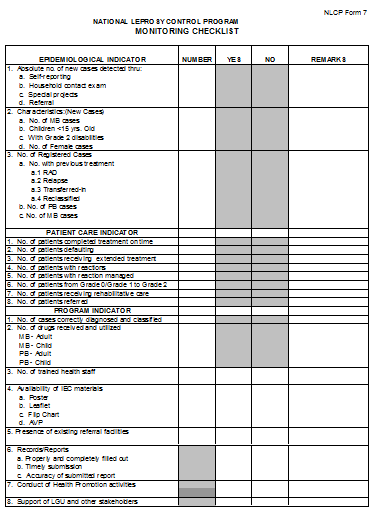 NLCP Form 7
NATIONAL LEPROSY CONTROL PROGRAM
MONITORING CHECKLIST
EPIDEMIOLOGICAL INDICATOR NUMBER YES NO REMARKS
1. Absolute no. of new cases detected thru:
a. Self-reporting
b. Household contact exam
c. Special projects
d. Referral
2. Characteristics:(New Cases)
a. No. of MB cases
b. Children <15 yrs. Old
c. With Grade 2 disabilities
d. No. of Female cases
3. No. of Registered Cases
a. No. with previous treatment
a.1 RAD
a.2 Relapse
a.3 Transferred-in
a.4 Reclassified
b. No. of PB cases
c. No. of MB cases
PATIENT CARE INDICATOR
1. No. of patients completed treatment on time
2. No. of patients defaulting
3. No. of patients receiving extended treatment
4. No. of patients with reactions
5. No. of patients with reaction managed
6. No. of patients from Grade 0/Grade 1 to Grade 2
7. No. of patients receiving rehabilitative care
8. No. of patients referred
PROGRAM INDICATOR
1. No. of cases correctly diagnosed and classified
2. No. of drugs received and utilized
MB - Adult
MB - Child
PB - Adult
PB - Child
3. No. of trained health staff
4. Availability of IEC materials
a. Poster
b. Leaflet
c. Flip Chart
d. AVP
5. Presence of existing referral facilities
6. Records/Reports
a. Properly and completely filled out
b. Timely submission
c. Accuracy of submitted report
7. Conduct of Health Promotion activities
8. Support of LGU and other stakeholders